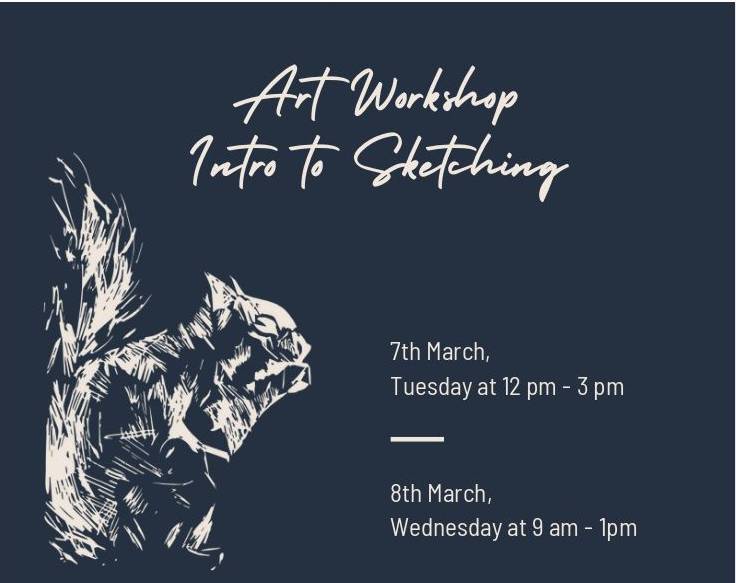 Art Workshop
Intro to Sketching
7th March,
Tuesday at 12 pm - 3 pm
8th March,
Wednesday at 9 am - 1pm